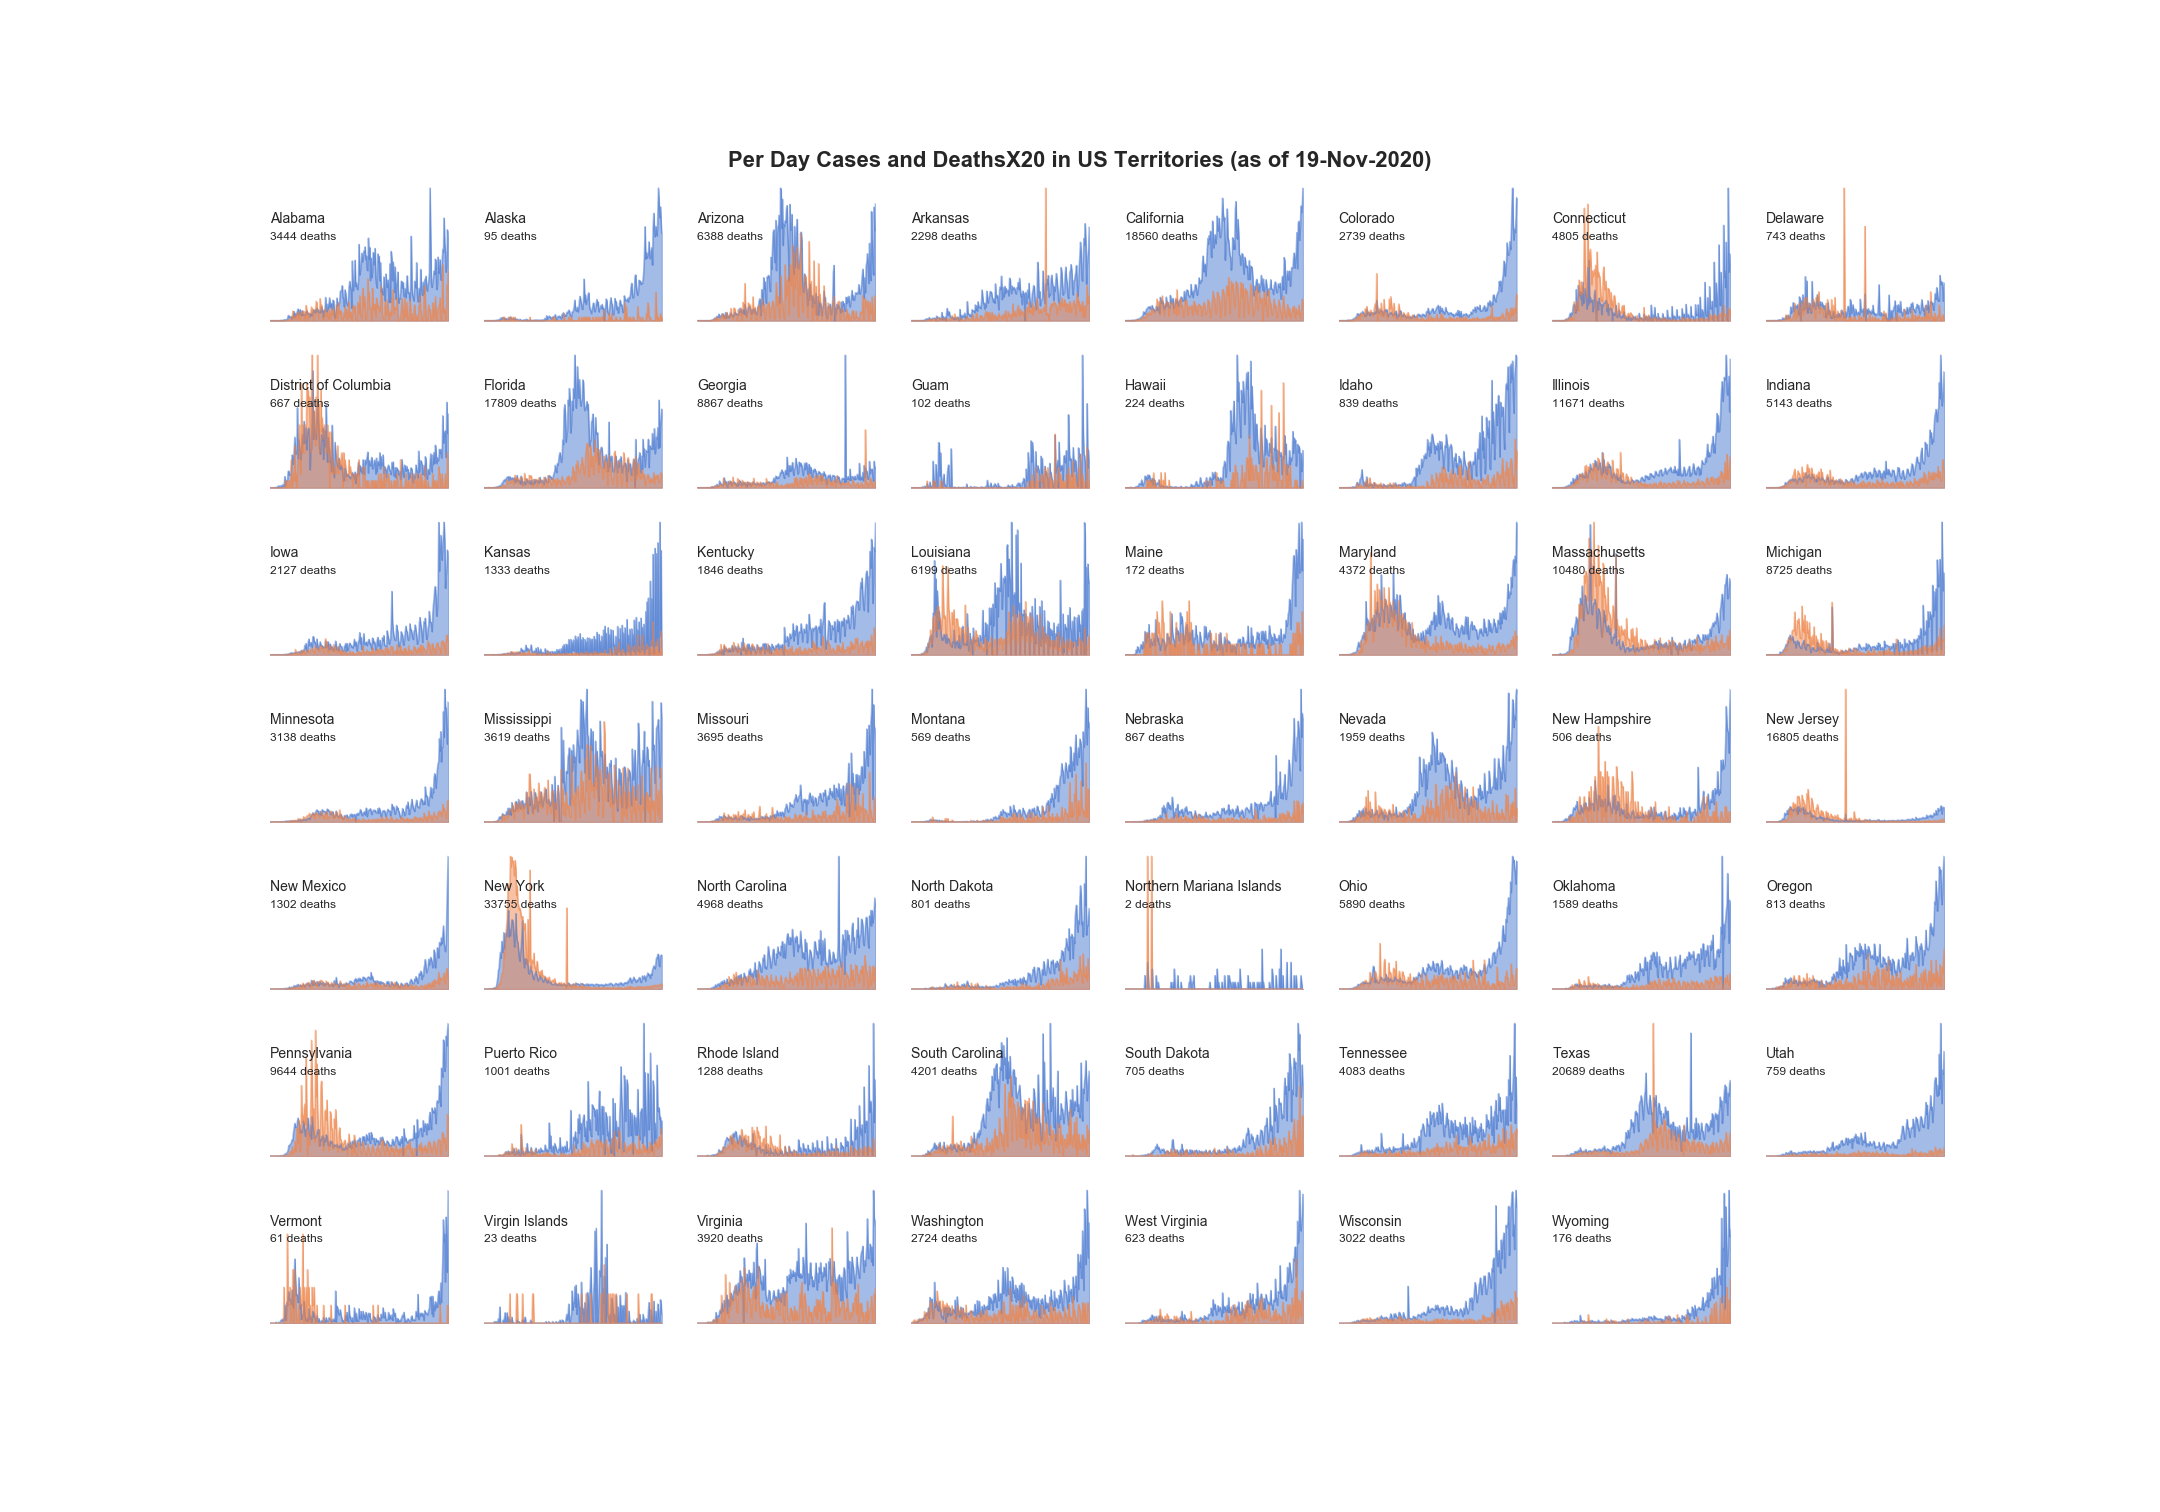 Per Day Cases and DeathsX20 in US Territories (as of 19-Nov-2020)
Alabama
3444 deaths
Alaska
95 deaths
Arizona
6388 deaths
Arkansas
2298 deaths
California
18560 deaths
Colorado
2739 deaths
Connecticut
4805 deaths
Delaware
743 deaths
District of Columbia
667 deaths
Florida
17809 deaths
Georgia
8867 deaths
Guam
102 deaths
Hawaii
224 deaths
Idaho
839 deaths
Illinois
11671 deaths
Indiana
5143 deaths
Iowa
2127 deaths
Kansas
1333 deaths
Kentucky
1846 deaths
Louisiana
6199 deaths
Maine
172 deaths
Maryland
4372 deaths
Massachusetts
10480 deaths
Michigan
8725 deaths
Minnesota
3138 deaths
Mississippi
3619 deaths
Missouri
3695 deaths
Montana
569 deaths
Nebraska
867 deaths
Nevada
1959 deaths
New Hampshire
506 deaths
New Jersey
16805 deaths
New Mexico
1302 deaths
New York
33755 deaths
North Carolina
4968 deaths
North Dakota
801 deaths
Northern Mariana Islands
2 deaths
Ohio
5890 deaths
Oklahoma
1589 deaths
Oregon
813 deaths
Pennsylvania
9644 deaths
Puerto Rico
1001 deaths
Rhode Island
1288 deaths
South Carolina
4201 deaths
South Dakota
705 deaths
Tennessee
4083 deaths
Texas
20689 deaths
Utah
759 deaths
Vermont
61 deaths
Virgin Islands
23 deaths
Virginia
3920 deaths
Washington
2724 deaths
West Virginia
623 deaths
Wisconsin
3022 deaths
Wyoming
176 deaths